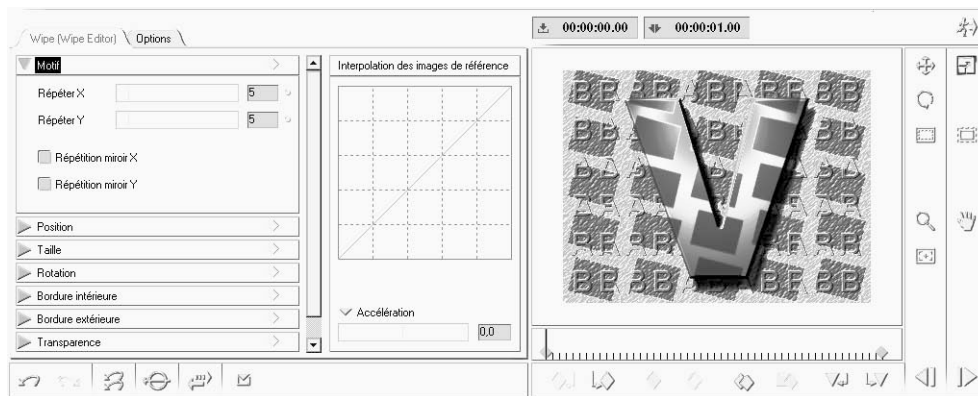 Wipe (Wipe Editor) Options
00:00:00.00 00:00:01.00
Motif
Répéter X 5
Répéter Y 5
Répétition miroir X
Répétition miroir Y
Position
Taille
Rotation
Bordure intérieure
Bordure extérieure
Transparence
Interpolation des images de référence
Accélération
0,0
V